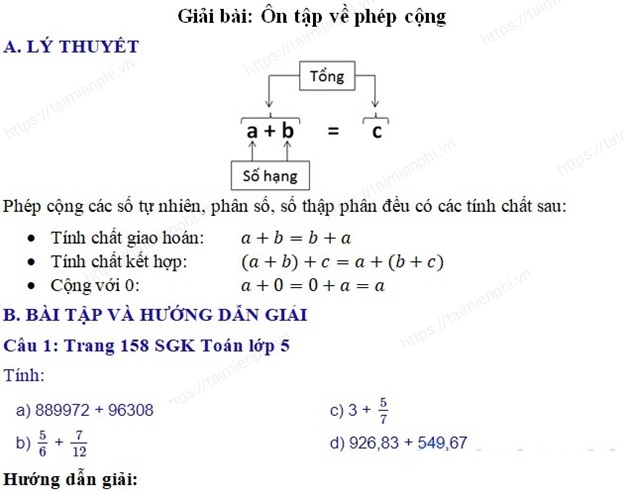 Giải bài: Ôn tập về phép cộng
A. LÝ THUYẾT
Tổng
a + b = c
Số hạng
Phép cộng các số tự nhiên, phân số, số thập phân đều có các tính chất sau:
• Tính chất giao hoán: a + b = b + a
• Tính chất kết hợp: (a + b) + c = a + (b + c)
• Cộng với 0: a + 0 = 0 + a = a
B. BÀI TẬP VÀ HƯỚNG DẪN GIẢI
Câu 1: Trang 158 SGK Toán lớp 5
Tính:
a) 889972 + 96308 c) 3 + 5/7
b) 5/6 + 7/12 d) 926,83 + 549,67
Hướng dẫn giải:
https://taimienphi.vn